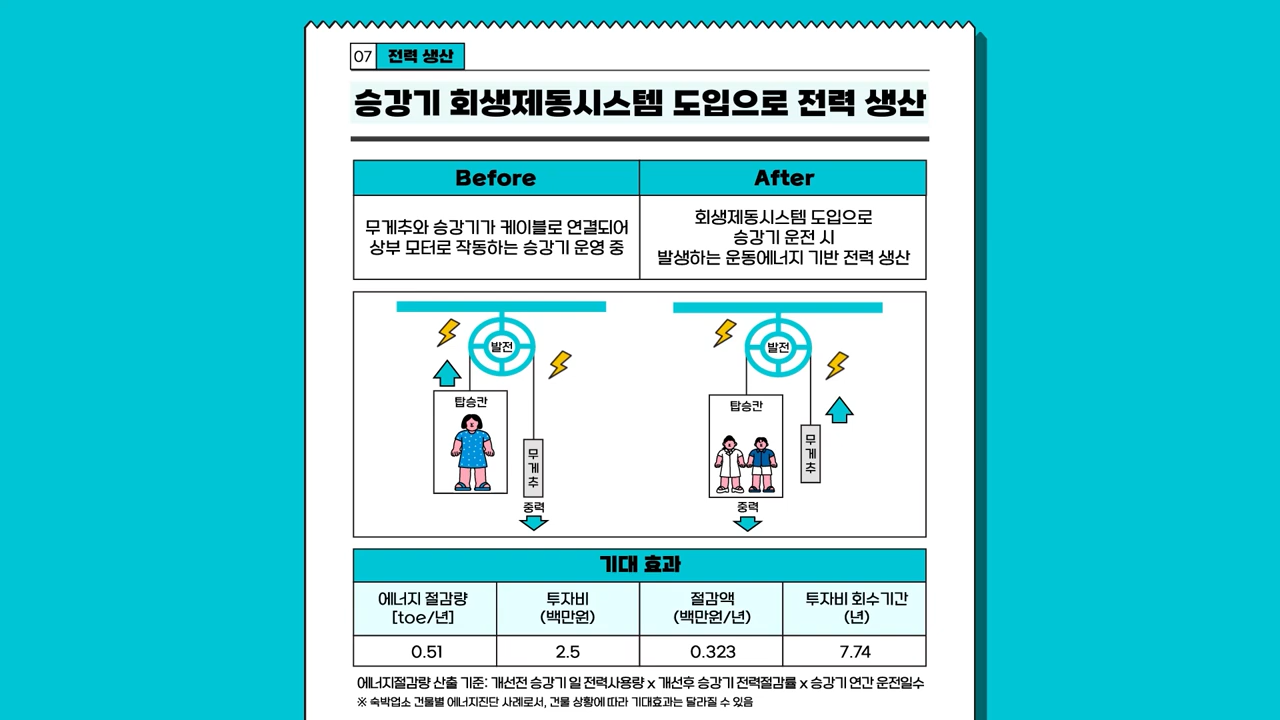 07 전력 생산
승강기 회생제동시스템 도입으로 전력 생산
Before
After
무게추와 승강기가 케이블로 연결되어
상부 모터로 작동하는 승강기 운영 중
회생제동시스템 도입으로
승강기 운전 시
발생하는 운동에너지 기반 전력 생산
발전
탑승칸
무게추
중력
발전
탑승칸
무게추
중력
기대 효과
에너지 절감량
[toe/년]
투자비
(백만원)
절감액
(백만원/년)
투자비 회수기간
(년)
0.51
2.5
0.323
7.74
에너지절감량 산출 기준: 개선전 승강기 일 전력사용량 x 개선후 승강기 전력절감률 x 승강기 연간 운전일수
※ 숙박업소 건물별 에너지진단 사례로서, 건물 상황에 따라 기대효과는 달라질 수 있음